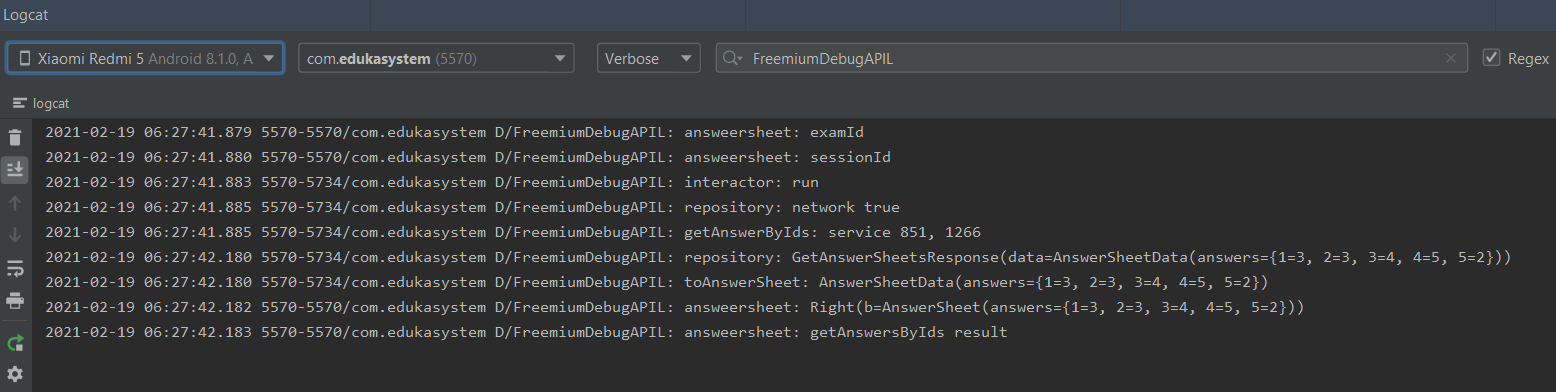 Logcat
Xiaomi Redmi 5 Android 8.1.0, A com.edukasystem (5570) Verbose FreemiumDebugAPIL Regex
logcat
2021-02-19 06:27:41.879 5570-5570/com.edukasystem D/FreemiumDebugAPIL: answeersheet: examId
2021-02-19 06:27:41.880 5570-5570/com.edukasystem D/FreemiumDebugAPIL: answeersheet: sessionId
2021-02-19 06:27:41.883 5570-5734/com.edukasystem D/FreemiumDebugAPIL: interactor: run
2021-02-19 06:27:41.885 5570-5734/com.edukasystem D/FreemiumDebugAPIL: repository: network true
2021-02-19 06:27:41.885 5570-5734/com.edukasystem D/FreemiumDebugAPIL: getAnswerByIds: service 851, 1266
2021-02-19 06:27:42.180 5570-5734/com.edukasystem D/FreemiumDebugAPIL: repository: GetAnswerSheetsResponse(data=AnswerSheetData(answers={1=3, 2=3, 3=4, 4=5, 5=2}))
2021-02-19 06:27:42.180 5570-5734/com.edukasystem D/FreemiumDebugAPIL: toAnswerSheet: AnswerSheetData(answers={1=3, 2=3, 3=4, 4=5, 5=2})
2021-02-19 06:27:42.182 5570-5570/com.edukasystem D/FreemiumDebugAPIL: answeersheet: Right(b=AnswerSheet(answers={1=3, 2=3, 3=4, 4=5, 5=2}))
2021-02-19 06:27:42.183 5570-5570/com.edukasystem D/FreemiumDebugAPIL: answeersheet: getAnswersByIds result